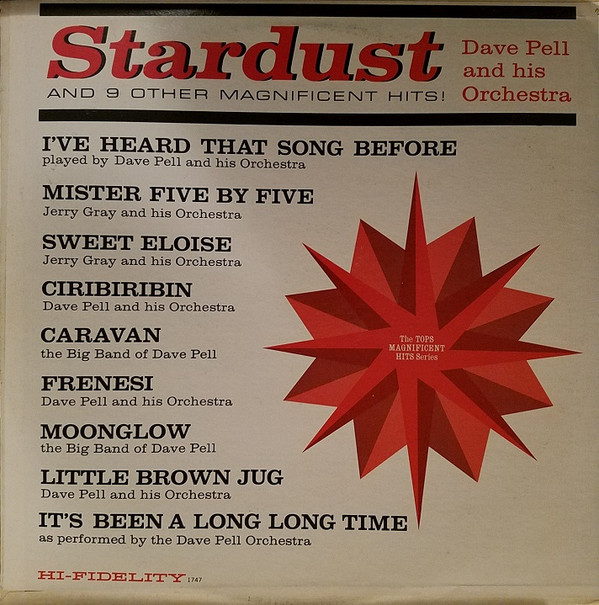 Stardust
AND 9 OTHER MAGNIFICENT HITS!
Dave Pell
and his
Orchestra
I'VE HEARD THAT SONG BEFORE
played by Dave Pell and his Orchestra
MISTER FIVE BY FIVE
Jerry Gray and his Orchestra
SWEET ELOISE
Jerry Gray and his Orchestra
CIRIBIRIBIN
Dave Pell and his Orchestra
CARAVAN
the Big Band of Dave Pell
FRENESI
Dave Pell and his Orchestra
MOONGLOW
the Big Band of Dave Pell
LITTLE BROWN JUG
Dave Pell and his Orchestra
IT'S BEEN A LONG LONG TIME
as performed by the Dave Pell Orchestra
The TOPS
MAGNIFICENT
HITS Series
HI-FIDELITY 1747